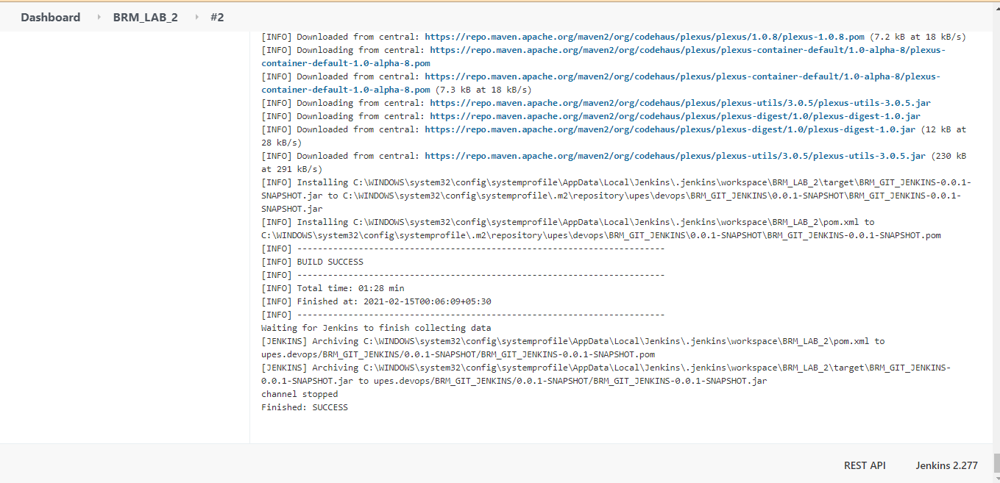 Dashboard BRM_LAB_2 #2
[INFO] Downloaded from central: https://repo.maven.apache.org/maven2/org/codehaus/plexus/plexus/1.0.8/plexus-1.0.8.pom (7.2 kB at 18 kB/s)
[INFO] Downloading from central: https://repo.maven.apache.org/maven2/org/codehaus/plexus/plexus-container-default/1.0-alpha-8/plexus-
container-default-1.0-alpha-8.pom
[INFO] Downloaded from central: https://repo.maven.apache.org/maven2/org/codehaus/plexus/plexus-container-default/1.0-alpha-8/plexus-
container-default-1.0-alpha-8.pom (7.3 kB at 18 kB/s)
[INFO] Downloading from central: https://repo.maven.apache.org/maven2/org/codehaus/plexus/plexus-utils/3.0.5/plexus-utils-3.0.5.jar
[INFO] Downloading from central: https://repo.maven.apache.org/maven2/org/codehaus/plexus/plexus-digest/1.0/plexus-digest-1.0.jar
[INFO] Downloaded from central: https://repo.maven.apache.org/maven2/org/codehaus/plexus/plexus-digest/1.0/plexus-digest-1.0.jar (12 kB at
28 kB/s)
[INFO] Downloaded from central: https://repo.maven.apache.org/maven2/org/codehaus/plexus/plexus-utils/3.0.5/plexus-utils-3.0.5.jar (230 kB
at 291 kB/s)
[INFO] Installing C:\WINDOWS\system32\config\systemprofile\AppData\Local\Jenkins\.jenkins\workspace\BRM_LAB_2\target\BRM_GIT_JENKINS-0.0.1-
SNAPSHOT.jar to C:\WINDOWS\system32\config\systemprofile\.m2\repository\upes\devops\BRM_GIT_JENKINS\0.0.1-SNAPSHOT\BRM_GIT_JENKINS-0.0.1-
SNAPSHOT.jar
[INFO] Installing C:\WINDOWS\system32\config\systemprofile\AppData\Local\Jenkins\.jenkins\workspace\BRM_LAB_2\pom.xml to
C:\WINDOWS\system32\config\systemprofile\.m2\repository\upes\devops\BRM_GIT_JENKINS\0.0.1-SNAPSHOT\BRM_GIT_JENKINS-0.0.1-SNAPSHOT.pom
[INFO] ------------------------------------------------------------------------
[INFO] BUILD SUCCESS
[INFO] ------------------------------------------------------------------------
[INFO] Total time: 01:28 min
[INFO] Finished at: 2021-02-15T00:06:09+05:30
[INFO] ------------------------------------------------------------------------
Waiting for Jenkins to finish collecting data
[JENKINS] Archiving C:\WINDOWS\system32\config\systemprofile\AppData\Local\Jenkins\.jenkins\workspace\BRM_LAB_2\pom.xml to
upes.devops/BRM_GIT_JENKINS/0.0.1-SNAPSHOT/BRM_GIT_JENKINS-0.0.1-SNAPSHOT.pom
[JENKINS] Archiving C:\WINDOWS\system32\config\systemprofile\AppData\Local\Jenkins\.jenkins\workspace\BRM_LAB_2\target\BRM_GIT_JENKINS-
0.0.1-SNAPSHOT.jar to upes.devops/BRM_GIT_JENKINS/0.0.1-SNAPSHOT/BRM_GIT_JENKINS-0.0.1-SNAPSHOT.jar
channel stopped
Finished: SUCCESS
REST API Jenkins 2.277